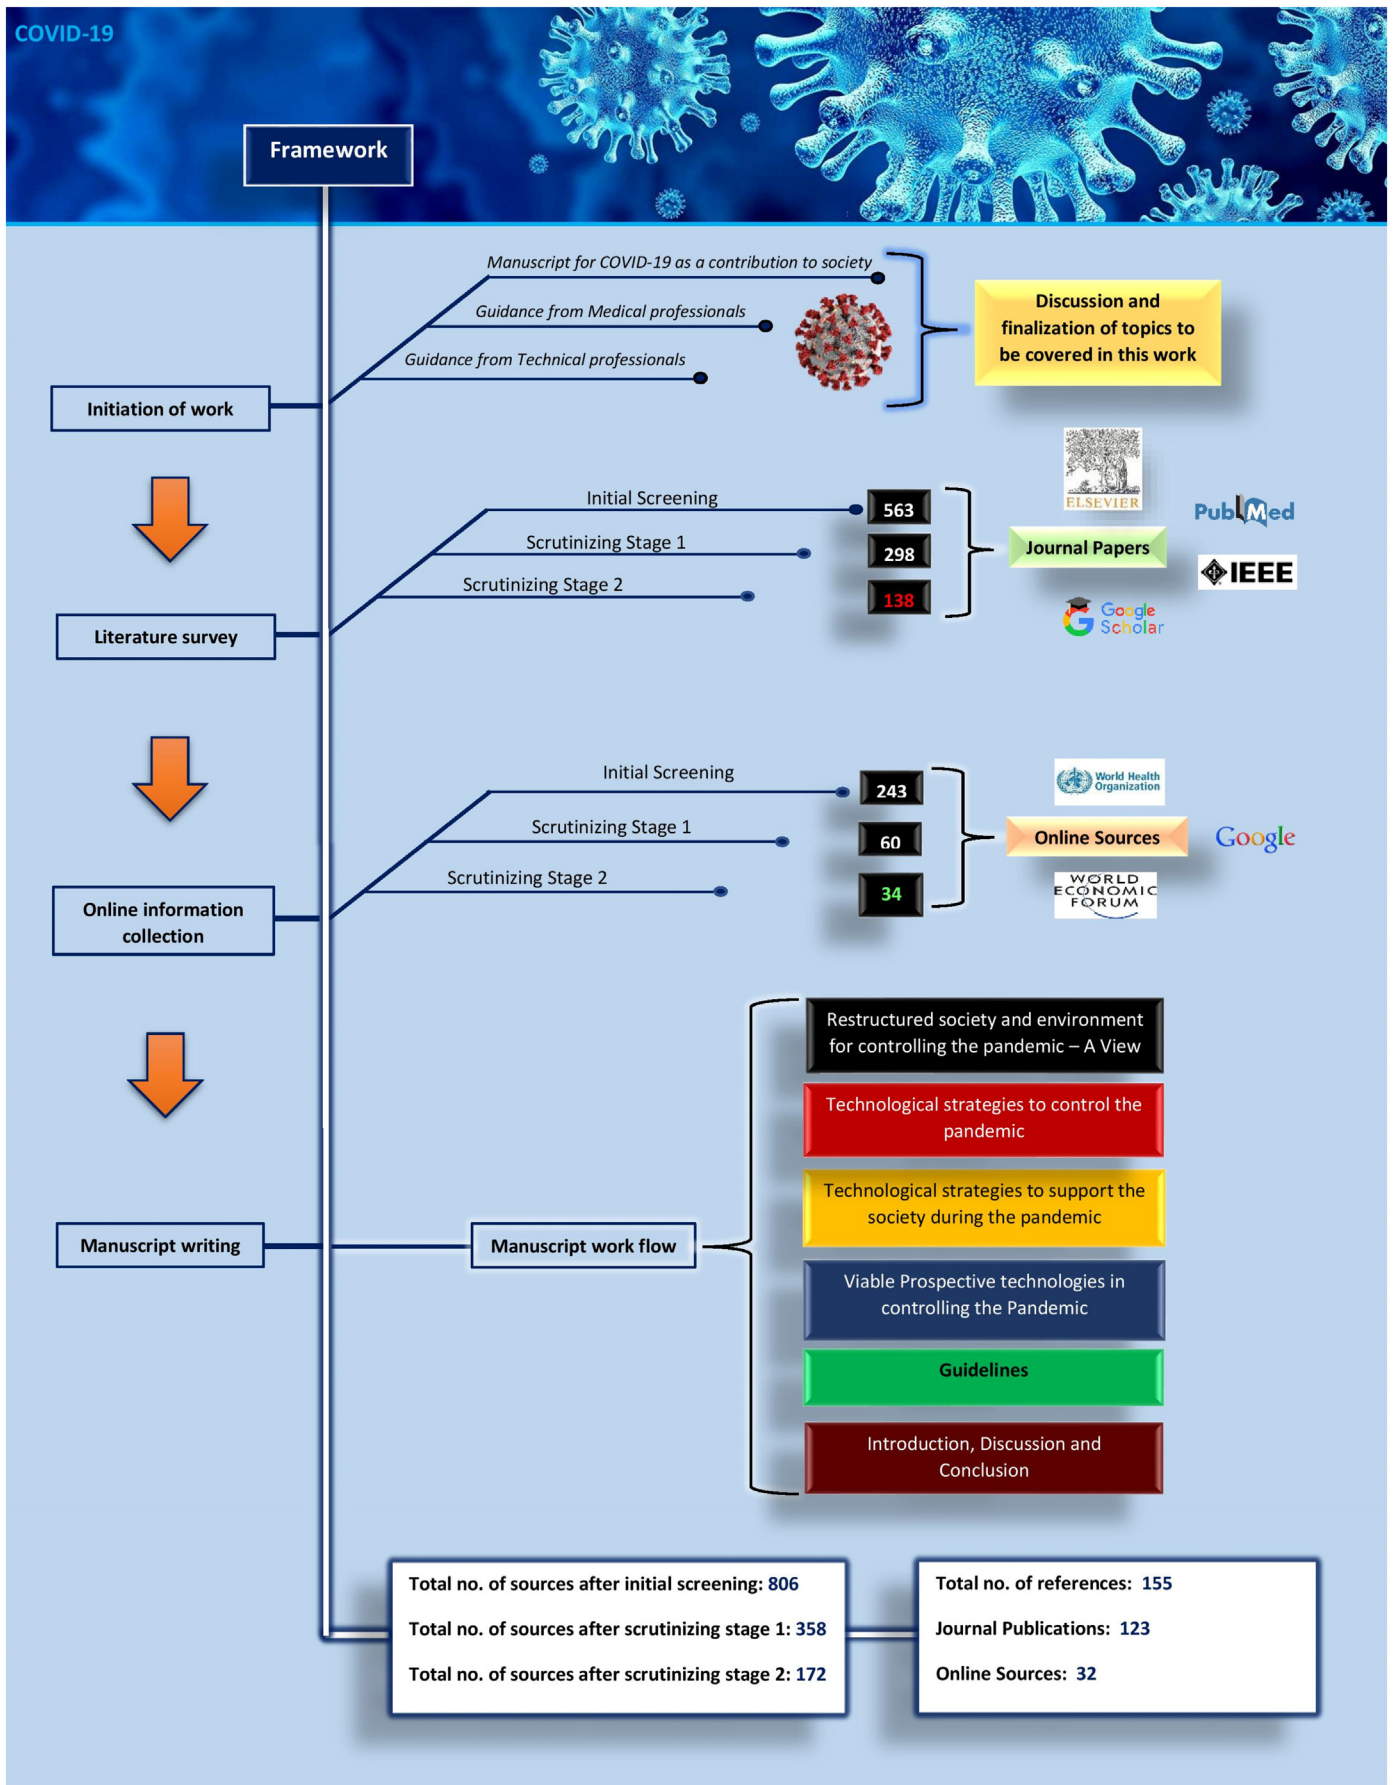 COVID-19
Framework
Manuscript for COVID-19 as a contribution to society
Guidance from Medical professionals
Guidance from Technical professionals
Discussion and
finalization of topics to
be covered in this work
Initiation of work
ELSEVIER
PubMed
Initial Screening
563
Scrutinizing Stage 1
298
Journal Papers
IEEE
Scrutinizing Stage 2
138
Google
Scholar
Literature survey
Initial Screening
243
World Health
Organization
Scrutinizing Stage 1
60
Online Sources
Google
Scrutinizing Stage 2
34
WORLD
ECONOMIC
FORUM
Online information
collection
Restructured society and environment
for controlling the pandemic – A View
Technological strategies to control the
pandemic
Technological strategies to support the
society during the pandemic
Manuscript writing
Manuscript work flow
Viable Prospective technologies in
controlling the Pandemic
Guidelines
Introduction, Discussion and
Conclusion
Total no. of sources after initial screening: 806
Total no. of sources after scrutinizing stage 1: 358
Total no. of sources after scrutinizing stage 2: 172
Total no. of references: 155
Journal Publications: 123
Online Sources: 32